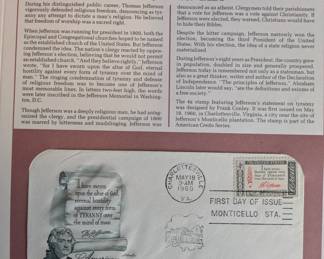 During his distinguished public career, Thomas Jefferson
vigorously defended religious freedom, denouncing as tyr-
anny any attempt to dictate a man's religion. He believed
that freedom of worship was a sacred right.
When Jefferson was running for president in 1800, both the
Episcopal and Congregational churches hoped to be named
as the established church of the United States. But Jefferson
condemned the idea. The nation's clergy reacted by oppos-
ing Jefferson's election, believing he would never permit
an established church. "And they believe rightly," Jefferson
wrote, "for I have sworn upon the altar of God, eternal
hostility against every form of tyranny over the mind of
man." The ringing condemnation of tyranny and defense
of religious freedom was to become one of Jefferson's
most memorable lines. In letters two-feet high, the words
were later inscribed in the Jefferson Memorial in Washing-
ton, D.C.
Though Jefferson was a deeply religious man, he had antag-
onized the clergy, and the presidential campaign of 1800
was marred by bitterness and mudslinging. Jefferson was
denounced as an atheist. Clergymen told their parishioners
that a vote for Jefferson was a vote against Christianity. If
Jefferson were elected, they warned, Christians would have
to hide their Bibles.
Despite the bitter campaign, Jefferson narrowly won the
election, becoming the third President of the United
States. With his election, the idea of a state religion never
materialized.
During Jefferson's eight years as President, the country grew
in population, doubled in size and generally prospered.
Jefferson today is remembered not only as a statesman, but
also as a great thinker, writer and author of the Declaration
of Independence. "The principles of Jefferson," Abraham
Lincoln later would say, "are the definitions and axioms of
a free society."
The 4¢ stamp featuring Jefferson's statement on tyranny
was designed by Frank Conley. It was first issued on May
18, 1960, in Charlottesville, Virginia, a city near the site of
Jefferson's Monticello plantation. The stamp is part of the
American Credo Series.
I have sworn
upon the altar of God
eternal hostility
against every form
of TYRANNY over
the mind of man
CHARLOTTESVILLE
MAY 18
9-AM
1960
VA.
FIRST DAY OF ISSUE
MONTICELLO STA.